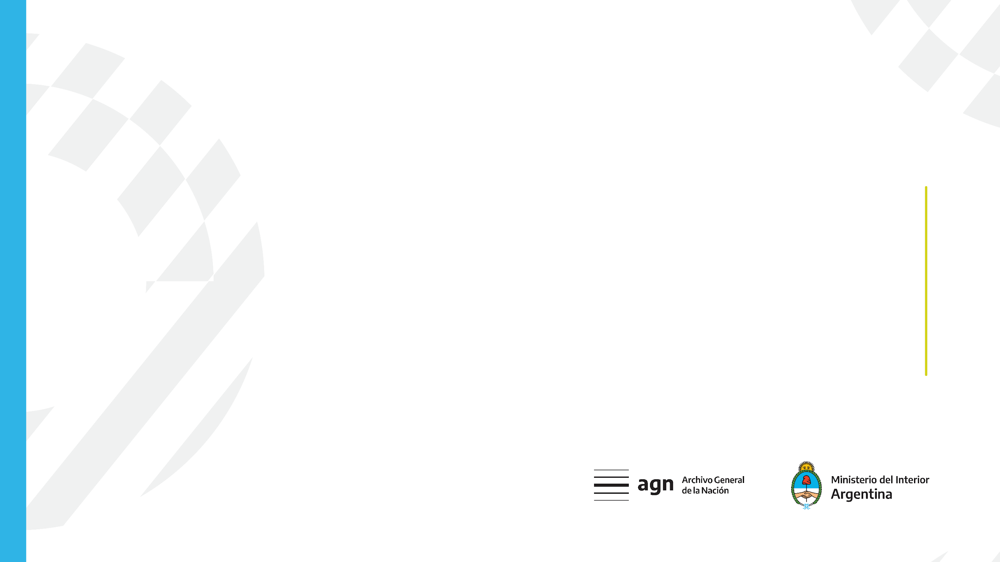 agn
Archivo General
de la Nación
Ministerio del Interior
Argentina